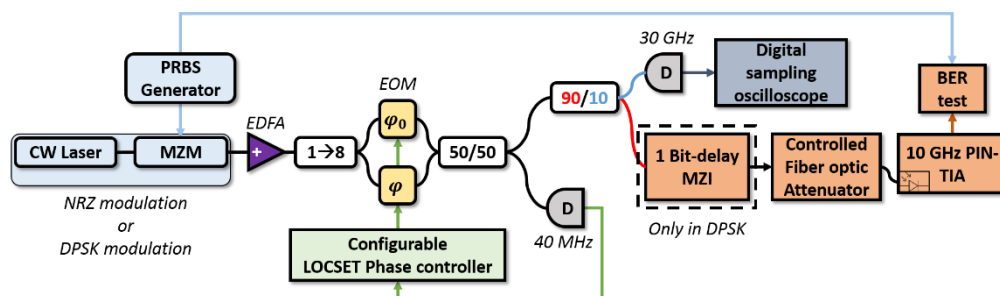 PRBS
Generator
CW Laser
MZM
NRZ modulation
or
DPSK modulation
EDFA
+
1→8
EOM
φ₀
φ
50/50
Configurable
LOCSET Phase controller
90/10
D
40 MHz
30 GHz
D
Digital
sampling
oscilloscope
1 Bit-delay
MZI
Only in DPSK
Controlled
Fiber optic
Attenuator
10 GHz PIN-
TIA
BER
test